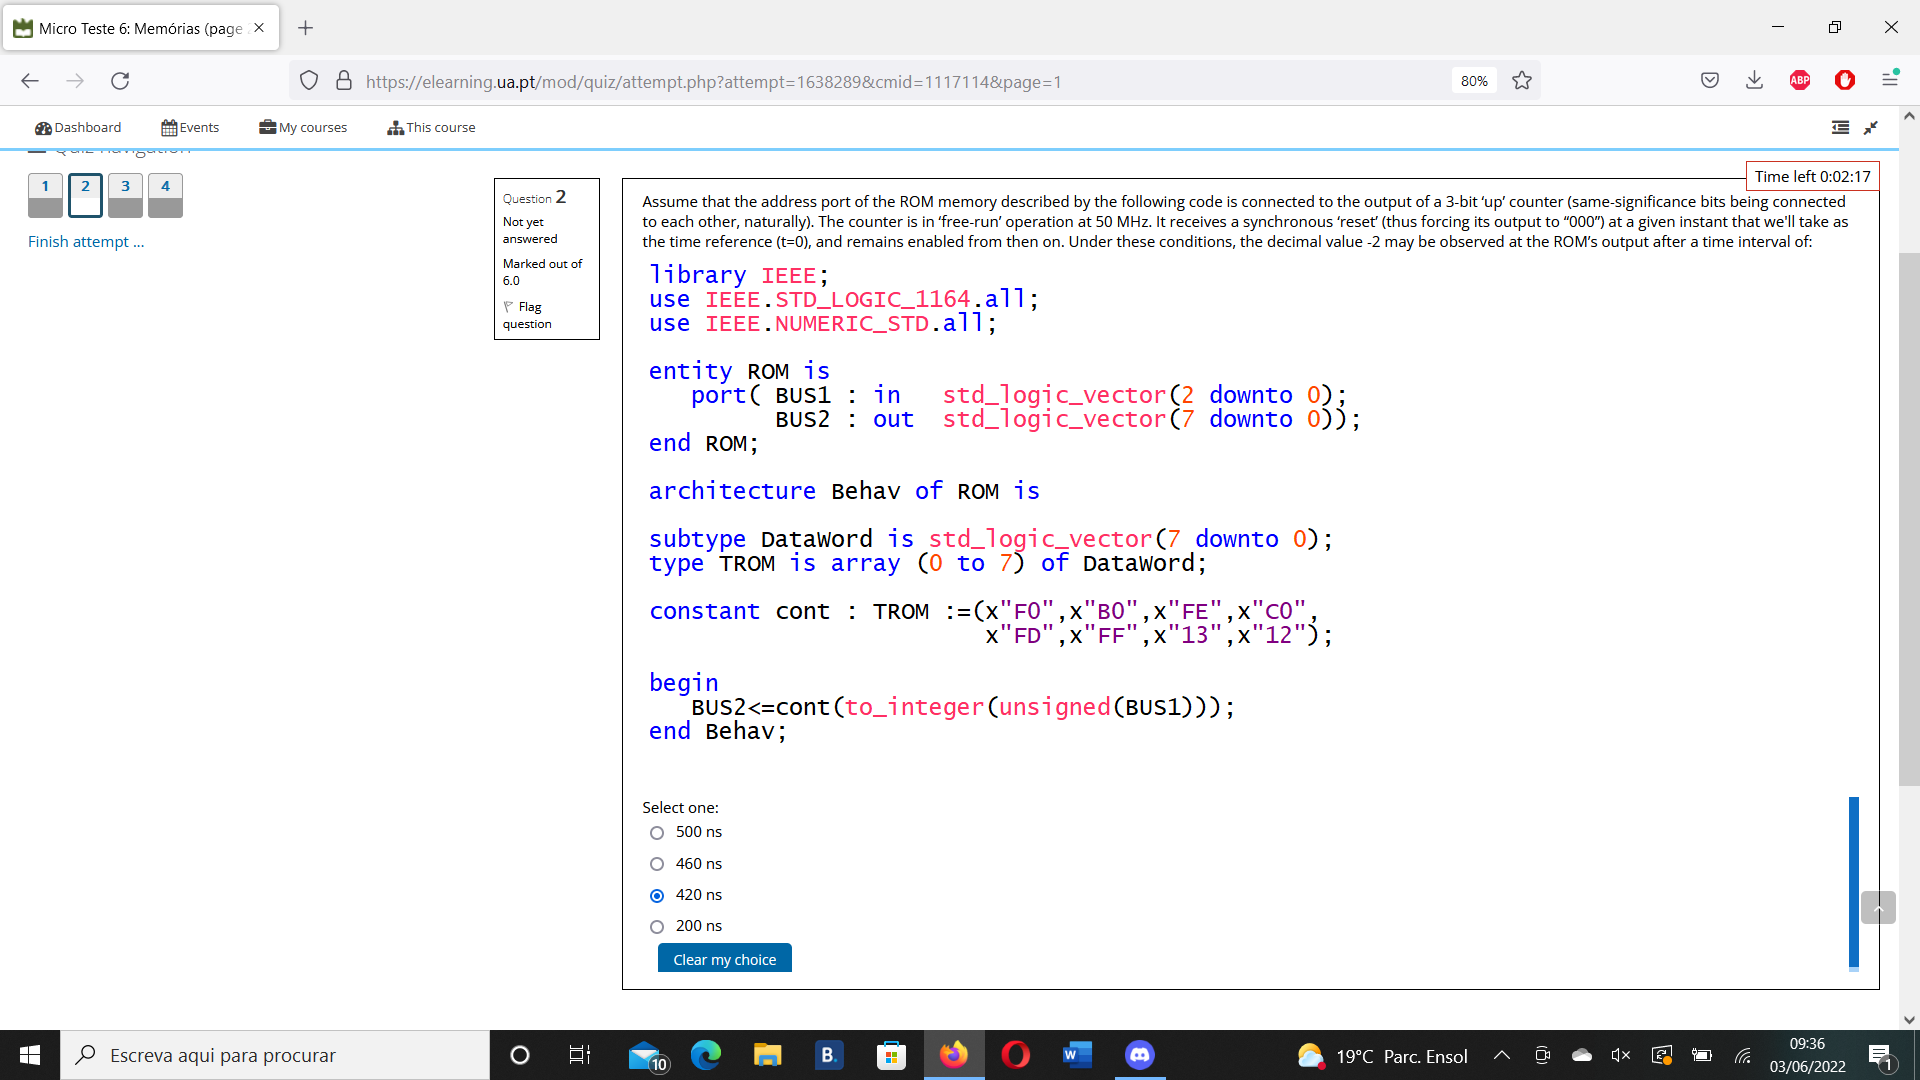 Micro Teste 6: Memórias (page
https://elearning.ua.pt/mod/quiz/attempt.php?attempt=1638289&cmid=1117114&page=1
80%
ABP
Dashboard
Events
My courses
This course
Quiz navigation
Time left 0:02:17
1
2
3
4
Finish attempt ...
Question 2
Not yet
answered
Marked out of
6.0
Flag
question
Assume that the address port of the ROM memory described by the following code is connected to the output of a 3-bit ‘up’ counter (same-significance bits being connected
to each other, naturally). The counter is in ‘free-run’ operation at 50 MHz. It receives a synchronous ‘reset’ (thus forcing its output to “000”) at a given instant that we'll take as
the time reference (t=0), and remains enabled from then on. Under these conditions, the decimal value -2 may be observed at the ROM’s output after a time interval of:
library IEEE;
use IEEE.STD_LOGIC_1164.all;
use IEEE.NUMERIC_STD.all;
entity ROM is
port( BUS1 : in std_logic_vector(2 downto 0);
BUS2 : out std_logic_vector(7 downto 0));
end ROM;
architecture Behav of ROM is
subtype DataWord is std_logic_vector(7 downto 0);
type TROM is array (0 to 7) of DataWord;
constant cont : TROM :=(x"F0",x"B0",x"FE",x"C0",
x"FD",x"FF",x"13",x"12");
begin
BUS2<=cont(to_integer(unsigned(BUS1)));
end Behav;
Select one:
500 ns
460 ns
420 ns
200 ns
Clear my choice
Escreva aqui para procurar
10
B.
W
19°C Parc. Ensol
09:36
03/06/2022
1